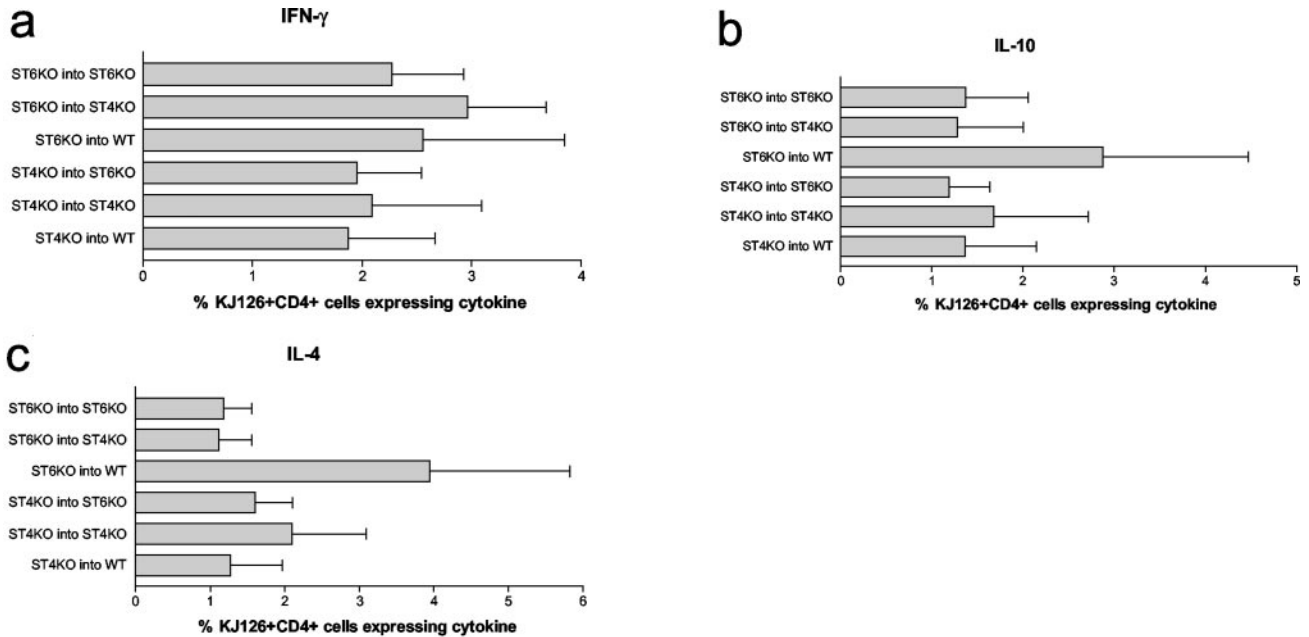 a
IFN-γ
ST6KO into ST6KO
ST6KO into ST4KO
ST6KO into WT
ST4KO into ST6KO
ST4KO into ST4KO
ST4KO into WT
0 1 2 3 4
% KJ126+CD4+ cells expressing cytokine
b
IL-10
ST6KO into ST6KO
ST6KO into ST4KO
ST6KO into WT
ST4KO into ST6KO
ST4KO into ST4KO
ST4KO into WT
0 1 2 3 4 5
% KJ126+CD4+ cells expressing cytokine
c
IL-4
ST6KO into ST6KO
ST6KO into ST4KO
ST6KO into WT
ST4KO into ST6KO
ST4KO into ST4KO
ST4KO into WT
0 1 2 3 4 5 6
% KJ126+CD4+ cells expressing cytokine